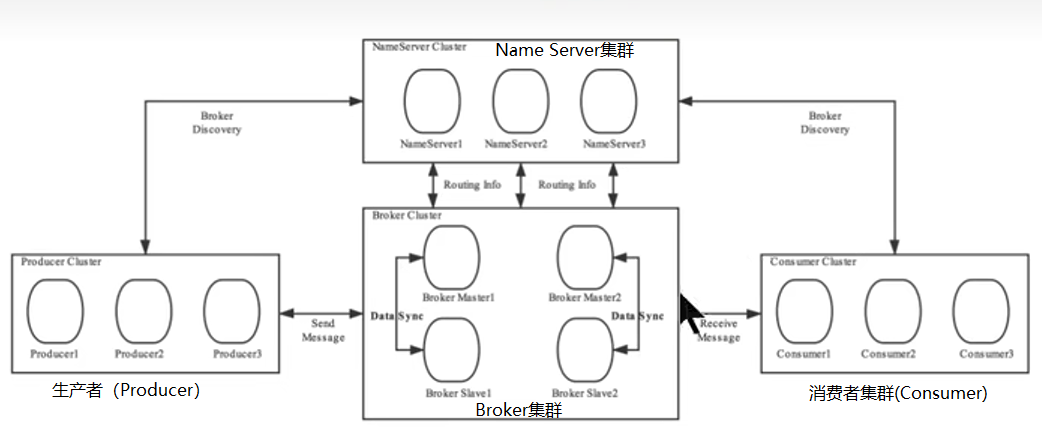 NameServer Cluster
Name Server集群
NameServer1
NameServer2
NameServer3
Broker
Discovery
Broker
Discovery
Routing Info
Routing Info
Broker Cluster
Producer Cluster
Consumer Cluster
Broker Master1
Broker Master2
Data Sync
Data Sync
Send
Message
Receive
Message
Producer1
Producer2
Producer3
Consumer1
Consumer2
Consumer3
Broker Slave1
Broker Slave2
生产者（Producer）
Broker集群
消费者集群(Consumer)